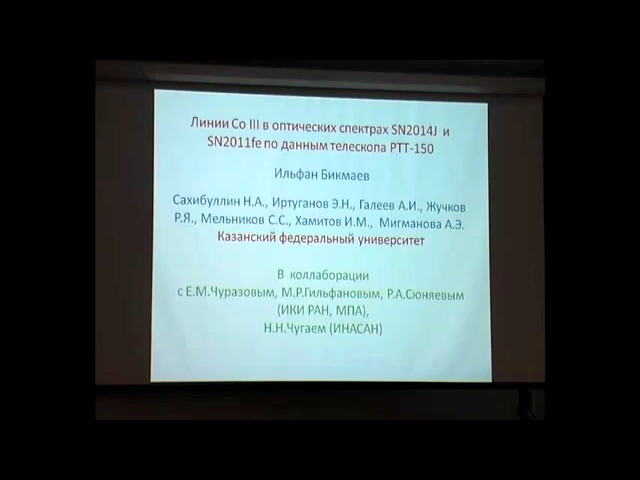 Линии Co III в оптических спектрах SN2014J и
SN2011fe по данным телескопа РТТ-150
Ильфан Бикмаев
Сахибуллин Н.А., Иртуганов Э.Н., Галеев А.И., Жучков
Р.Я., Мельников С.С., Хамитов И.М., Мигманова А.Э.
Казанский федеральный университет
В коллаборации
с Е.М.Чуразовым, М.Р.Гильфановым, Р.А.Сюняевым
(ИКИ РАН, МПА),
Н.Н.Чугаем (ИНАСАН)